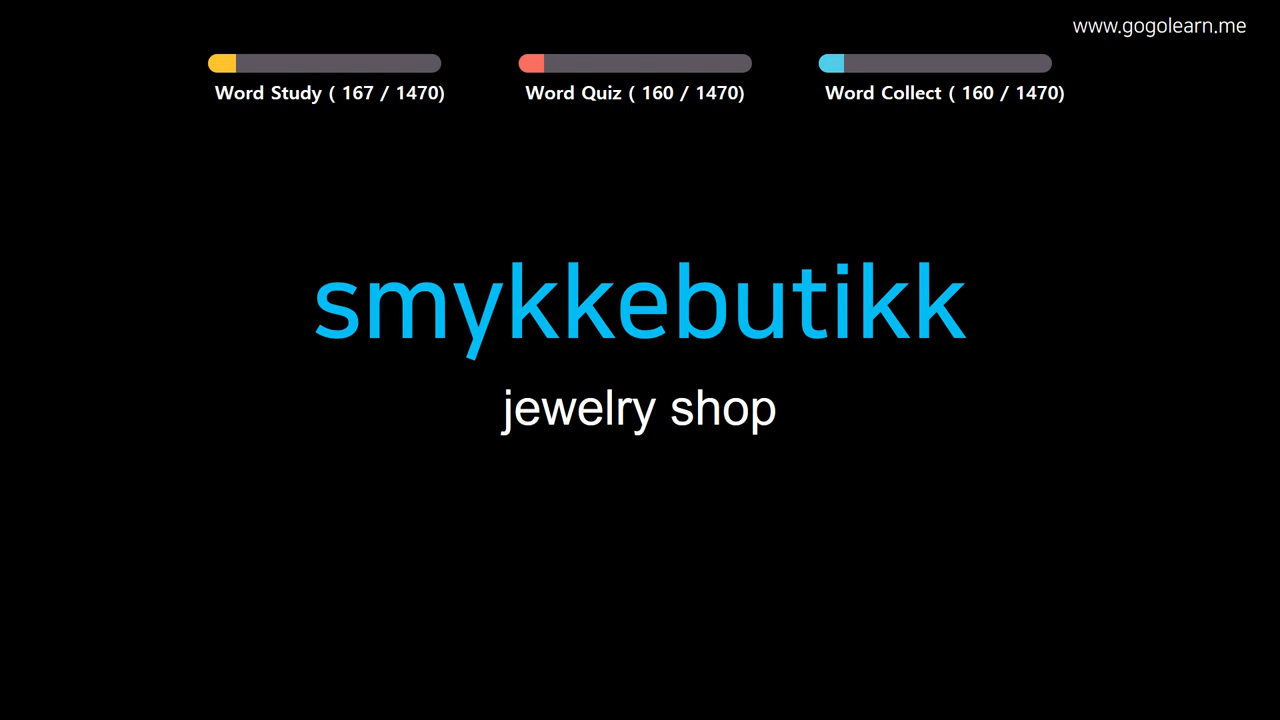 www.gogolearn.me
Word Study ( 167 / 1470)
Word Quiz ( 160 / 1470)
Word Collect ( 160 / 1470)
smykkebutikk
jewelry shop